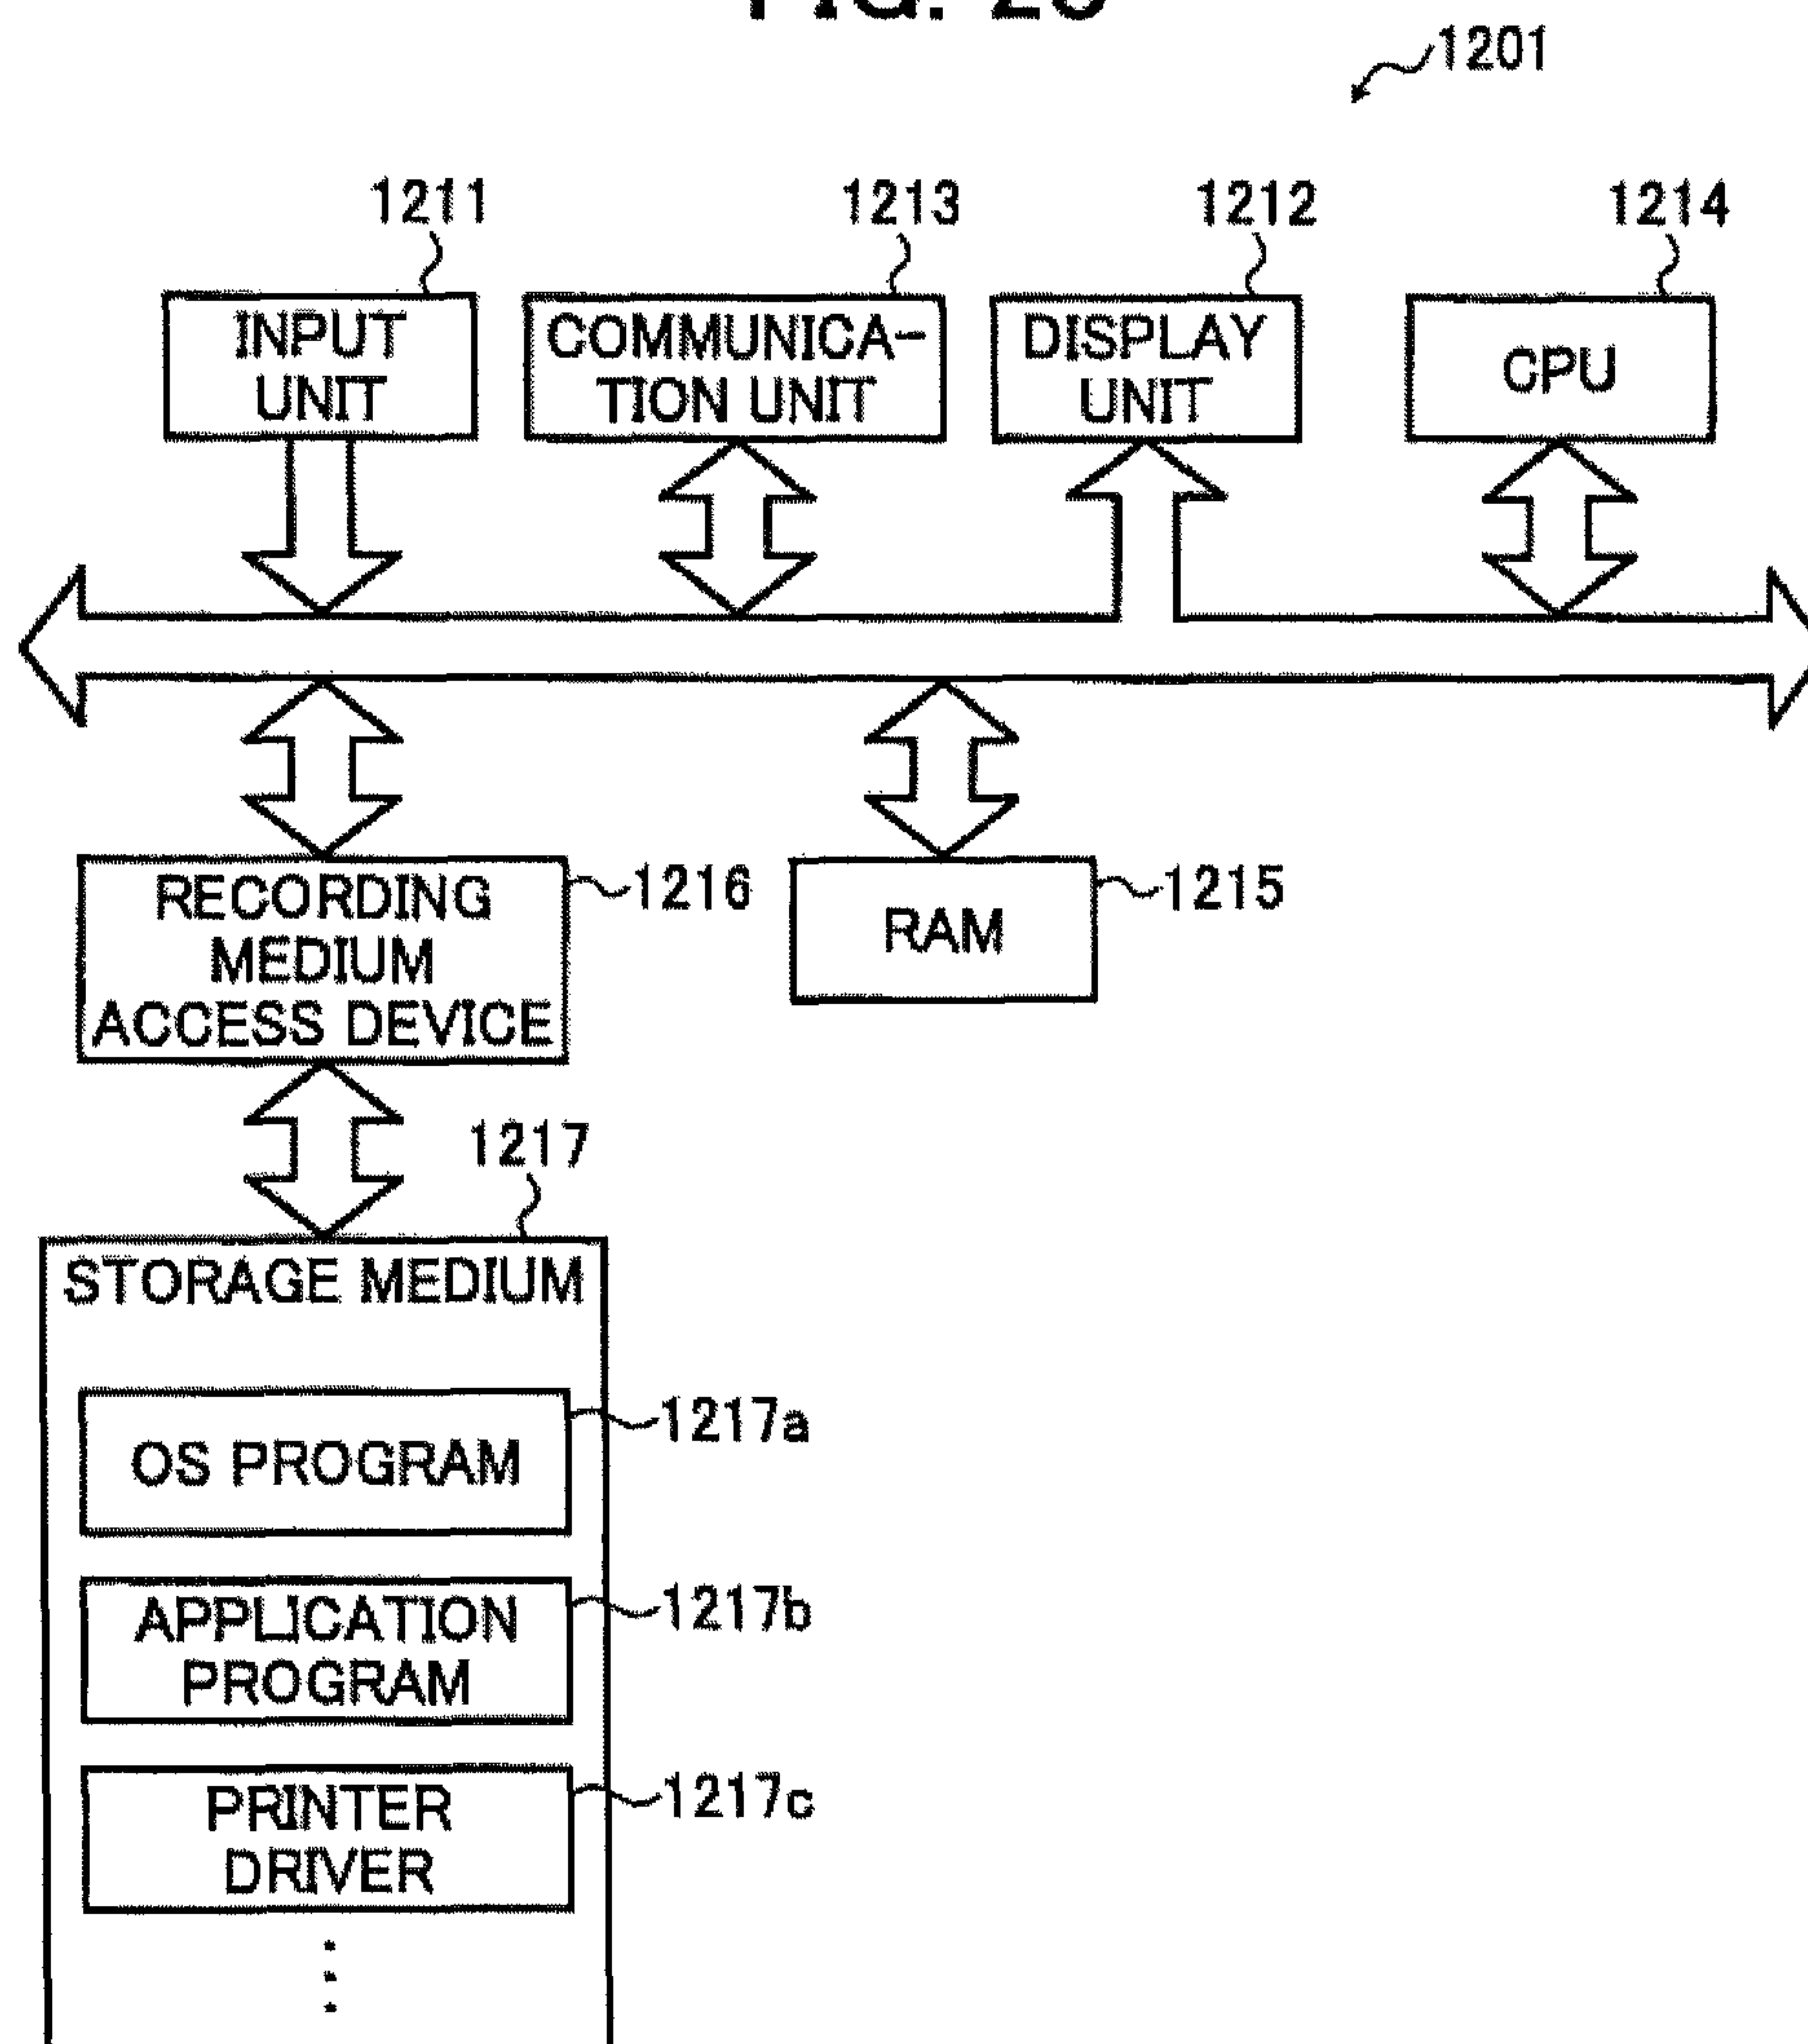 1201
1211
1213
1212
1214
INPUT
UNIT
COMMUNICA-
TION UNIT
DISPLAY
UNIT
CPU
RECORDING
MEDIUM
ACCESS DEVICE
1216
RAM
1215
1217
STORAGE MEDIUM
OS PROGRAM
1217a
APPLICATION
PROGRAM
1217b
PRINTER
DRIVER
1217c